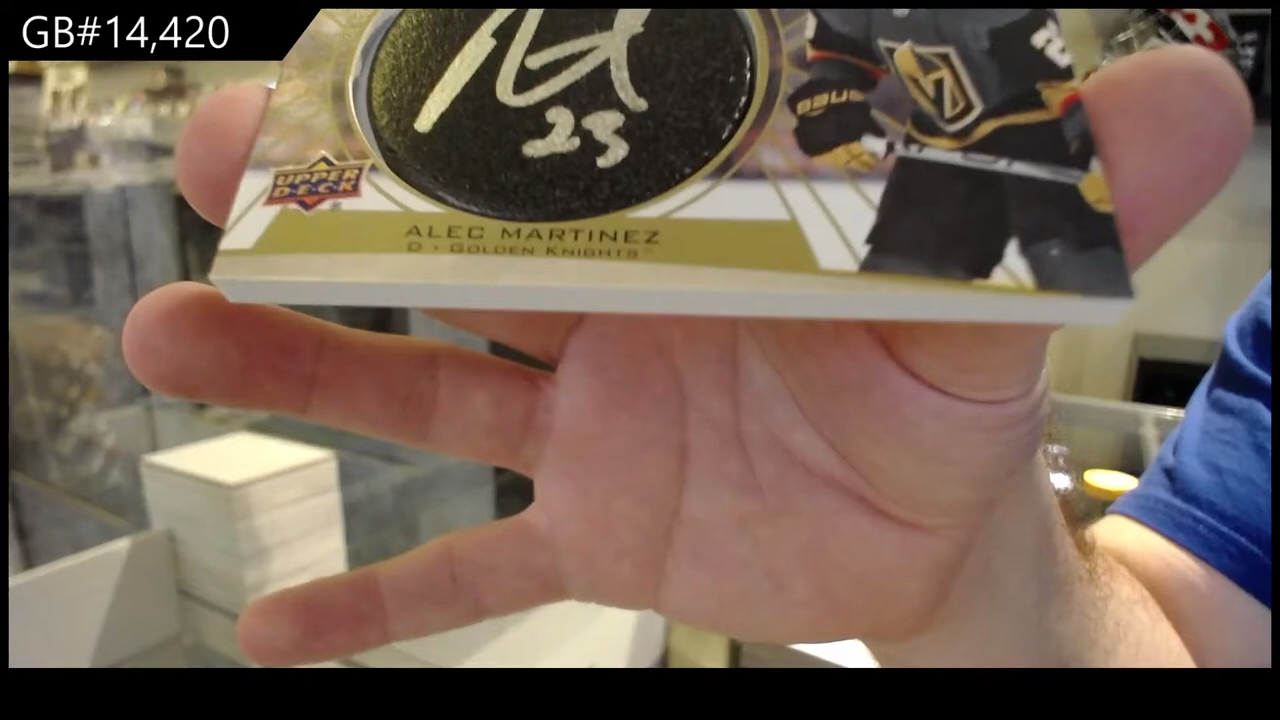 GB#14,420
23
UPPER
DECK
BAUER
ALEC MARTINEZ
D • GOLDEN KNIGHTS